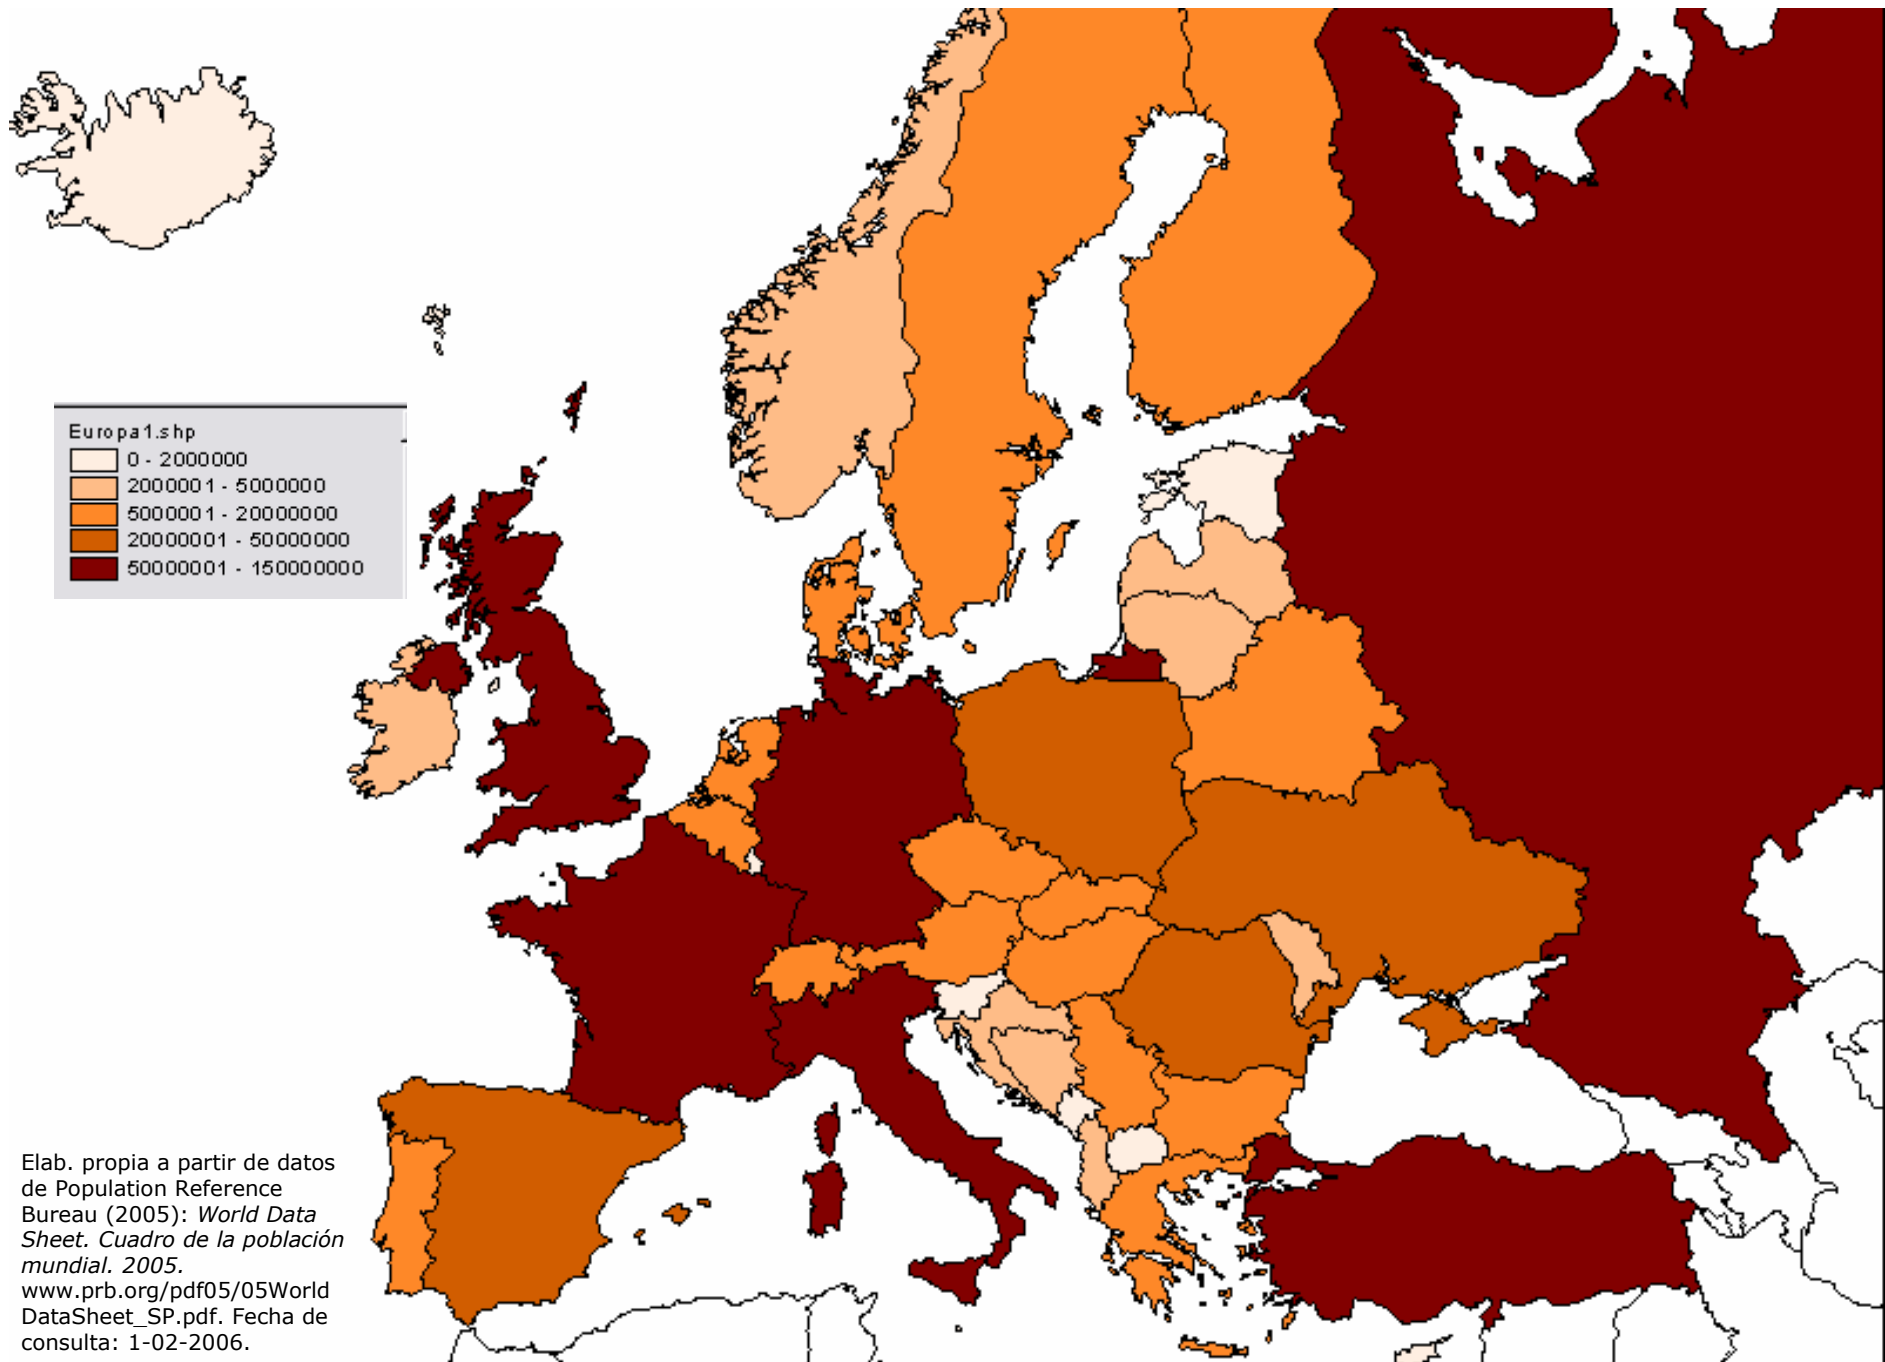 Europa1.shp
0 - 2000000
2000001 - 5000000
5000001 - 20000000
20000001 - 50000000
50000001 - 150000000
Elab. propia a partir de datos
de Population Reference
Bureau (2005): World Data
Sheet. Cuadro de la población
mundial. 2005.
www.prb.org/pdf05/05World
DataSheet_SP.pdf. Fecha de
consulta: 1-02-2006.